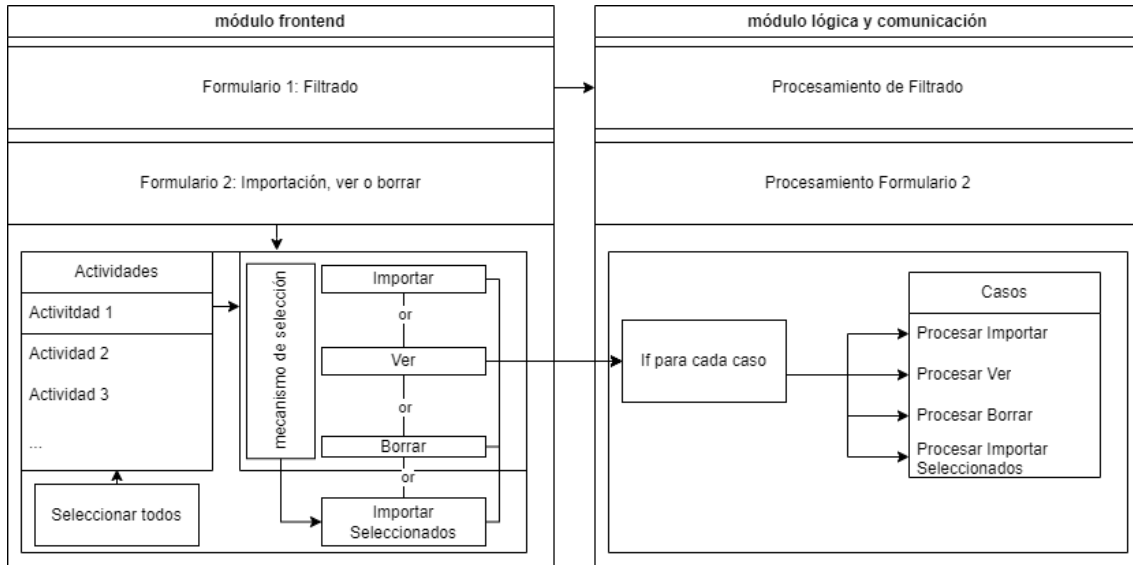 módulo frontend
Formulario 1: Filtrado
Formulario 2: Importación, ver o borrar
Actividades
Activitdad 1
Actividad 2
Actividad 3
...
Seleccionar todos
mecanismo de selección
Importar
or
Ver
or
Borrar
or
Importar
Seleccionados
módulo lógica y comunicación
Procesamiento de Filtrado
Procesamiento Formulario 2
If para cada caso
Casos
Procesar Importar
Procesar Ver
Procesar Borrar
Procesar Importar
Seleccionados